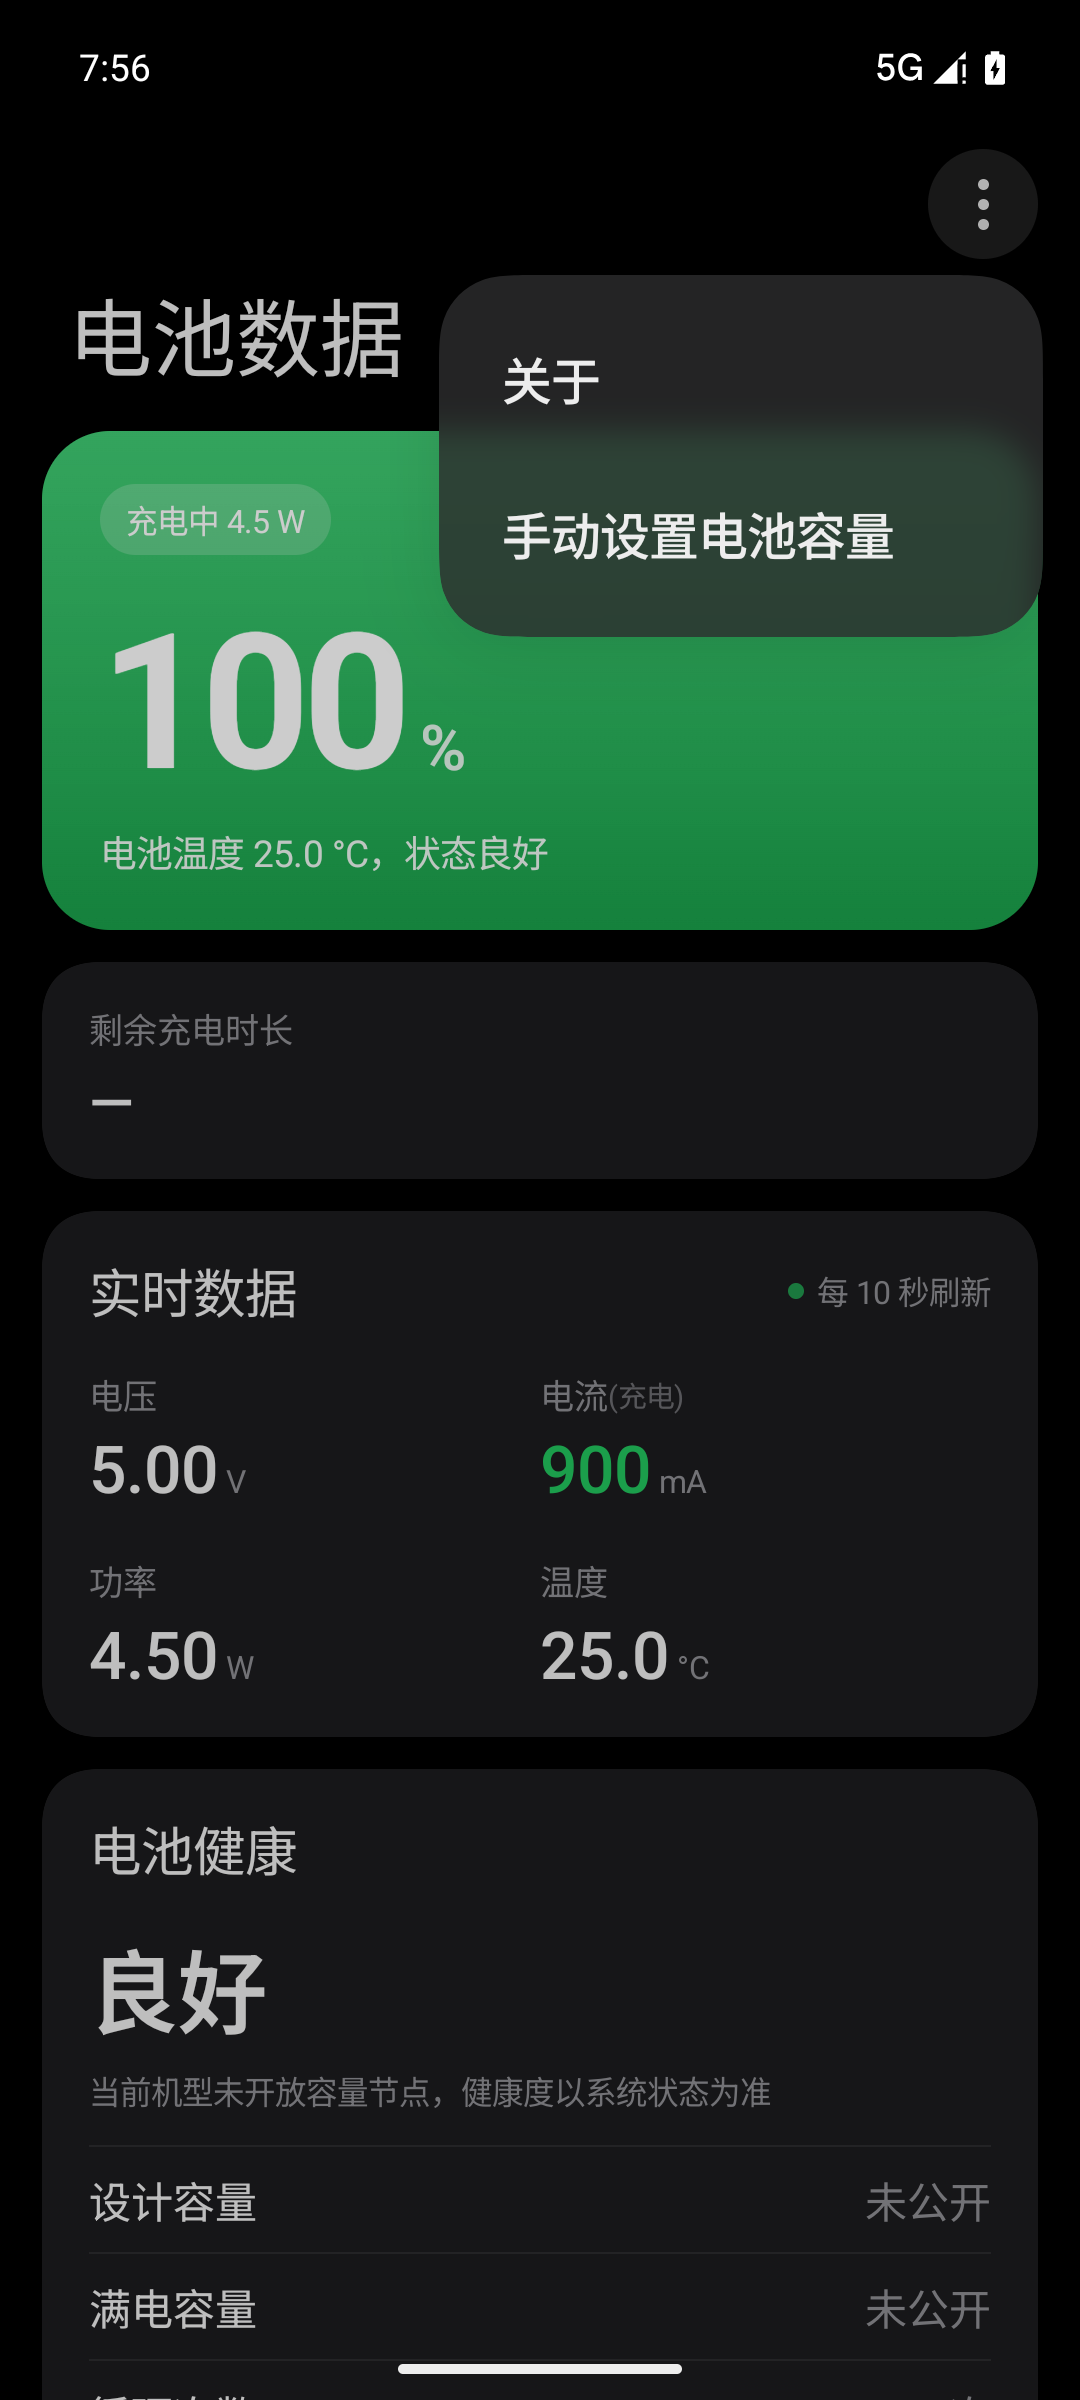 7:56
5G
电池数据
关于
手动设置电池容量
充电中 4.5 W
100 %
电池温度 25.0 °C，状态良好
剩余充电时长
—
实时数据
每 10 秒刷新
电压
电流(充电)
5.00 V
900 mA
功率
温度
4.50 W
25.0 °C
电池健康
良好
当前机型未开放容量节点，健康度以系统状态为准
设计容量
未公开
满电容量
未公开